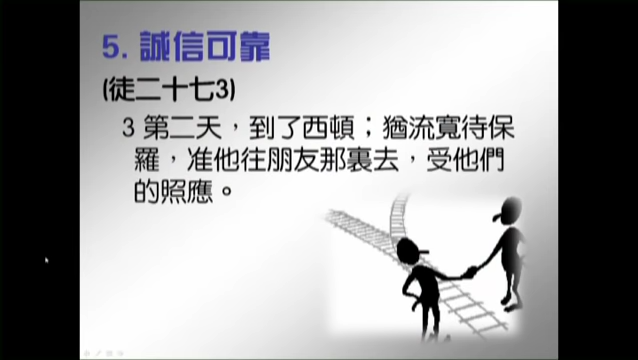 5. 誠信可靠
(徒二十七3)
3 第二天，到了西頓；猶流寬待保
羅，准他往朋友那裏去，受他們
的照應。